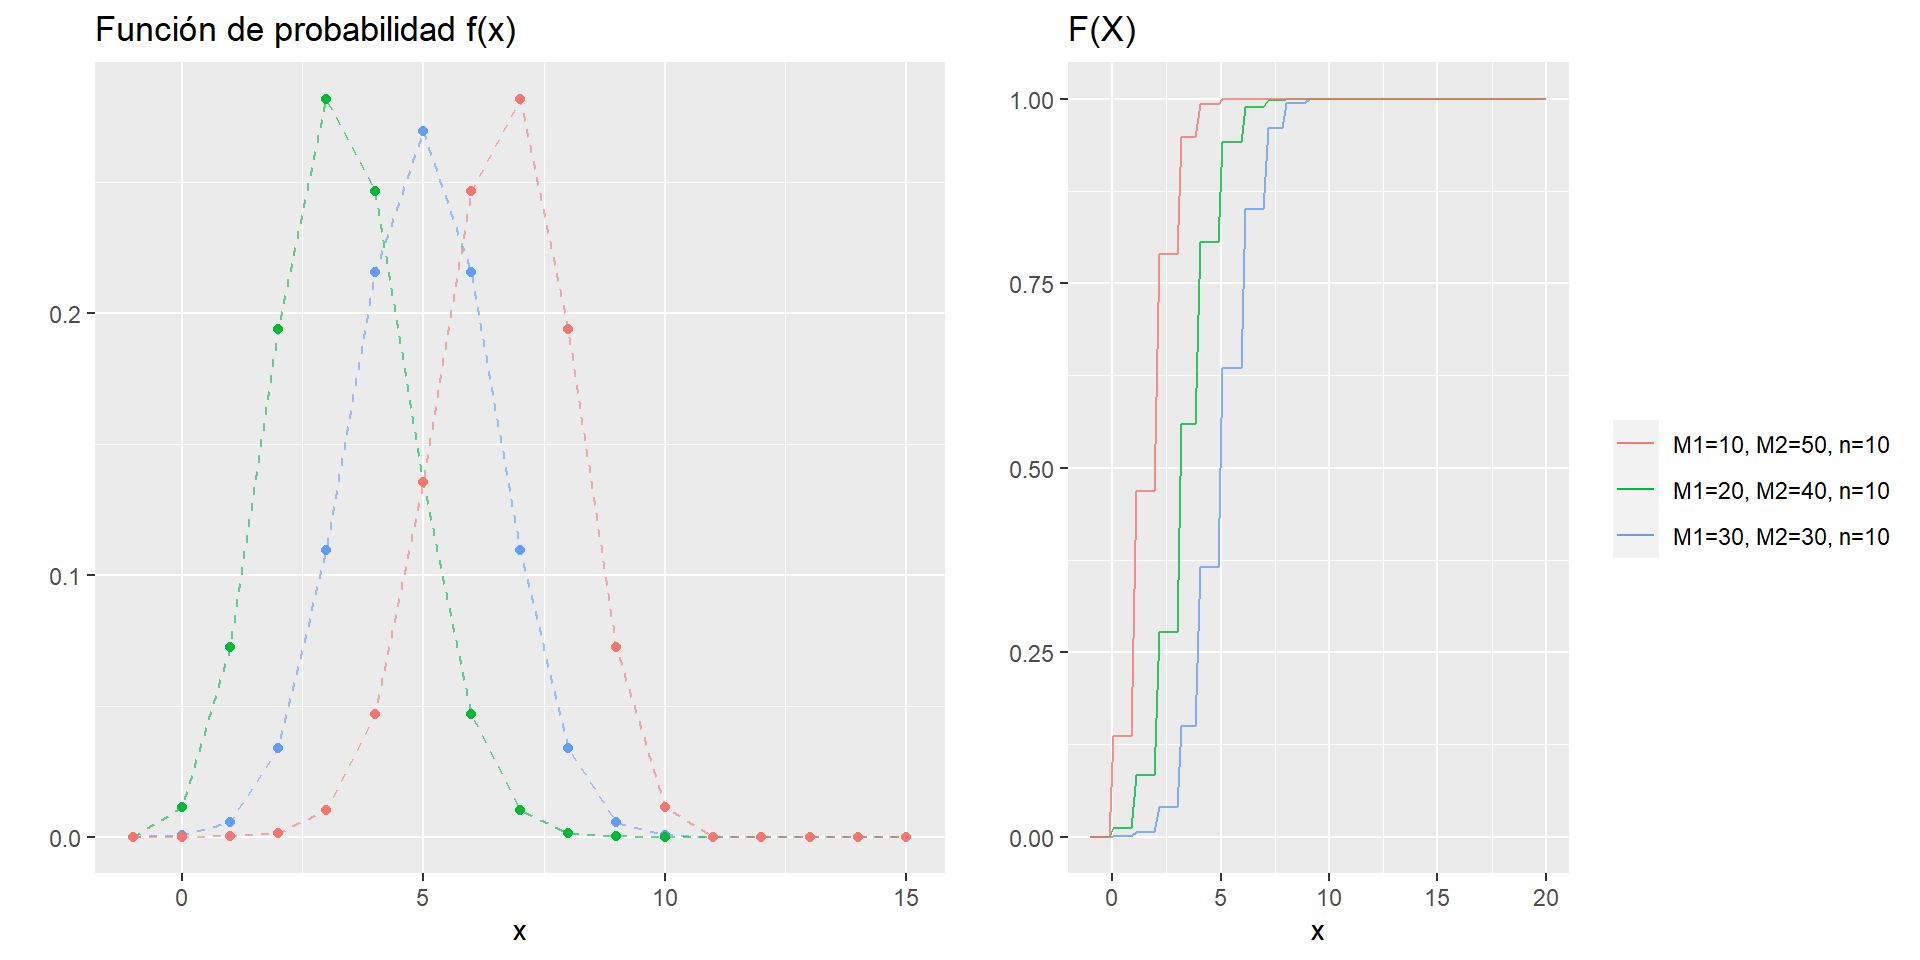 Función de probabilidad f(x)
0.2
0.1
0.0
0 5 10 15
x
F(X)
1.00
0.75
0.50
0.25
0.00
0 5 10 15 20
x
M1=10, M2=50, n=10
M1=20, M2=40, n=10
M1=30, M2=30, n=10